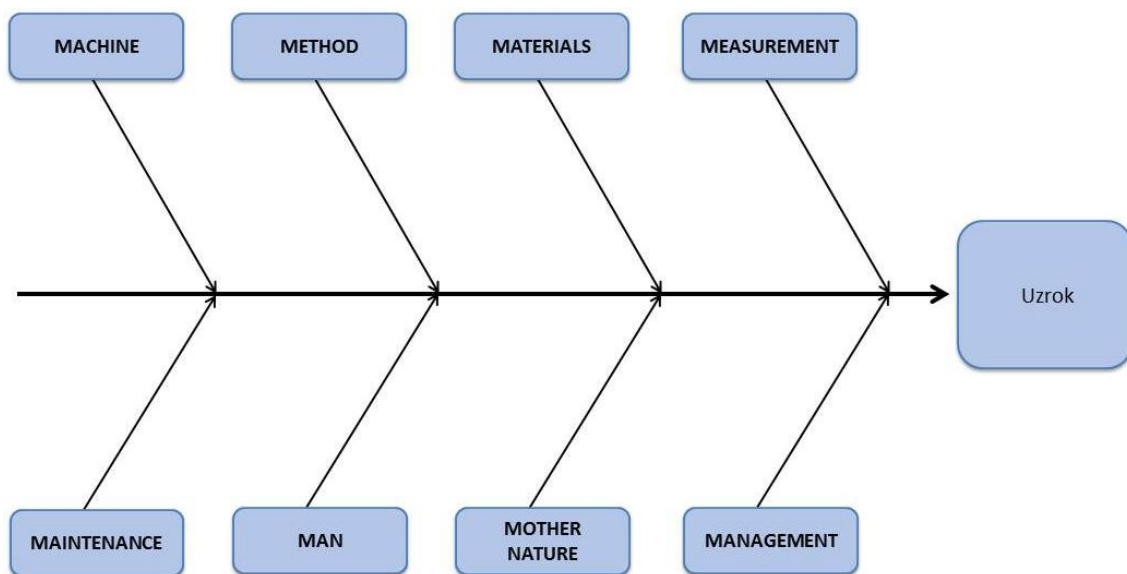 MACHINE
METHOD
MATERIALS
MEASUREMENT
Uzrok
MAINTENANCE
MAN
MOTHER
NATURE
MANAGEMENT